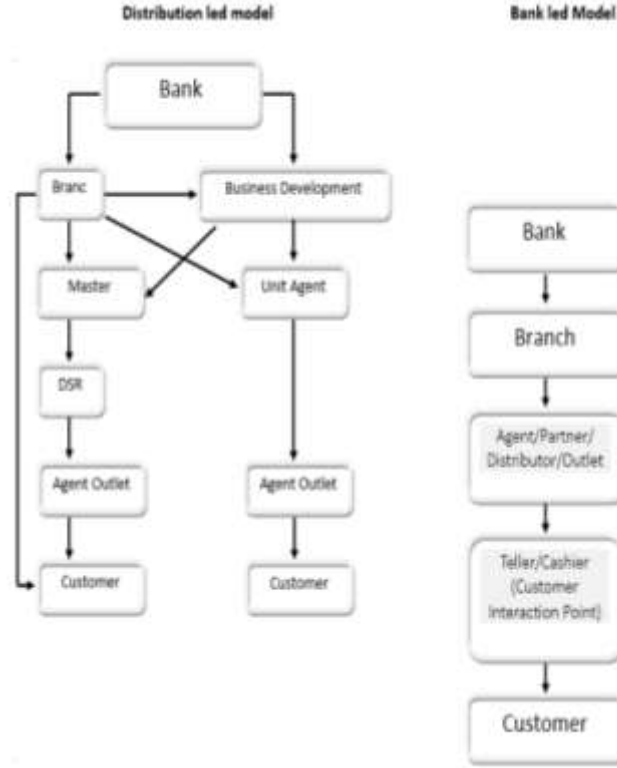 Distribution led model
Bank led Model
Bank
Branc
Business Development
Master
Unit Agent
DSR
Agent Outlet
Agent Outlet
Customer
Customer
Bank
Branch
Agent/Partner/
Distributor/Outlet
Teller/Cashier
(Customer
Interaction Point)
Customer